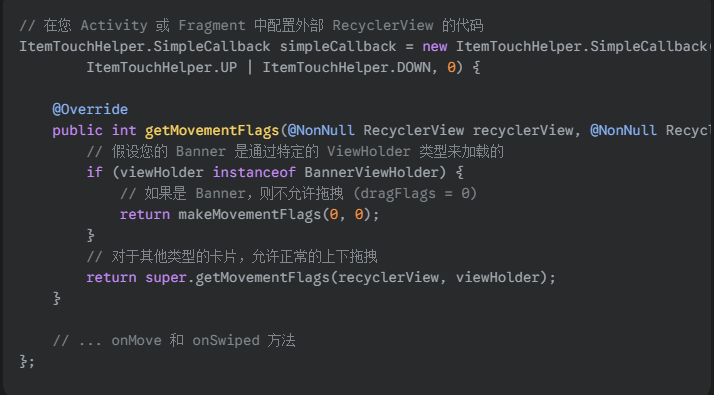 // 在您 Activity 或 Fragment 中配置外部 RecyclerView 的代码
ItemTouchHelper.SimpleCallback simpleCallback = new ItemTouchHelper.SimpleCallback(
        ItemTouchHelper.UP | ItemTouchHelper.DOWN, 0) {
    @Override
    public int getMovementFlags(@NonNull RecyclerView recyclerView, @NonNull Recycl
        // 假设您的 Banner 是通过特定的 ViewHolder 类型来加载的
        if (viewHolder instanceof BannerViewHolder) {
            // 如果是 Banner，则不允许拖拽 (dragFlags = 0)
            return makeMovementFlags(0, 0);
        }
        // 对于其他类型的卡片，允许正常的上下拖拽
        return super.getMovementFlags(recyclerView, viewHolder);
    }
    // ... onMove 和 onSwiped 方法
};